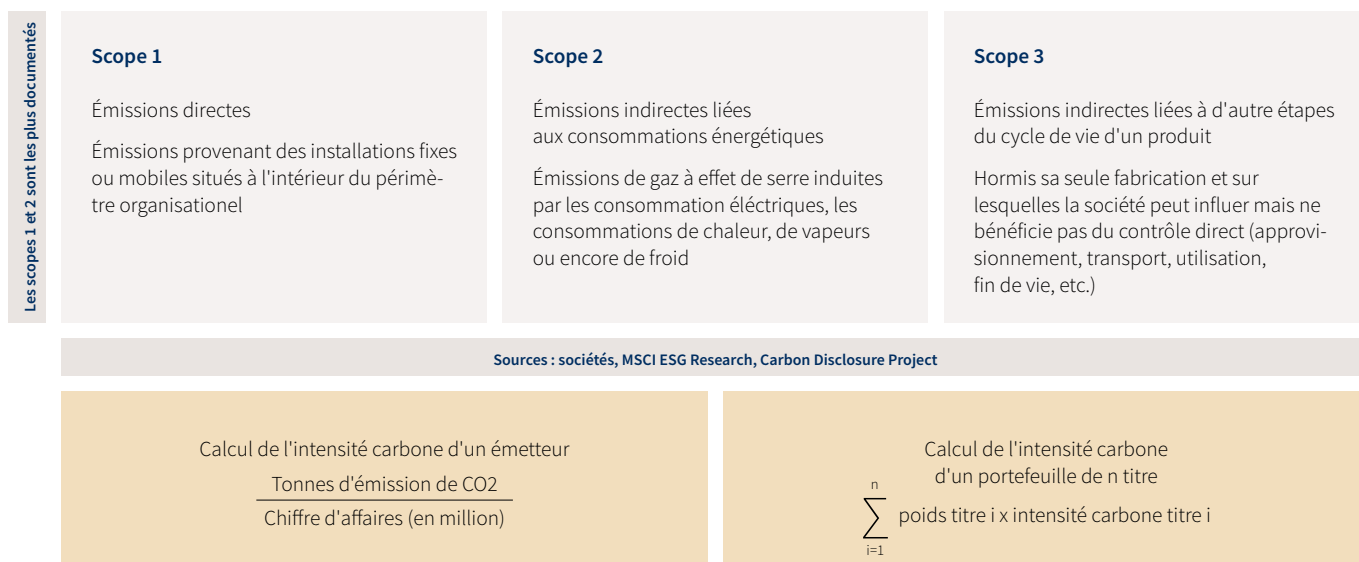 Les scopes 1 et 2 sont les plus documentés
Scope 1
Émissions directes
Émissions provenant des installations fixes
ou mobiles situés à l'intérieur du périmè-
tre organisationel
Scope 2
Émissions indirectes liées
aux consommations énergétiques
Émissions de gaz à effet de serre induites
par les consommation éléctriques, les
consommations de chaleur, de vapeurs
ou encore de froid
Scope 3
Émissions indirectes liées à d'autre étapes
du cycle de vie d'un produit
Hormis sa seule fabrication et sur
lesquelles la société peut influer mais ne
bénéficie pas du contrôle direct (approvi-
sionnement, transport, utilisation,
fin de vie, etc.)
Sources : sociétés, MSCI ESG Research, Carbon Disclosure Project
Calcul de l'intensité carbone d'un émetteur
Tonnes d'émission de CO2
Chiffre d'affaires (en million)
Calcul de l'intensité carbone
d'un portefeuille de n titre
n
∑ poids titre i x intensité carbone titre i
i=1